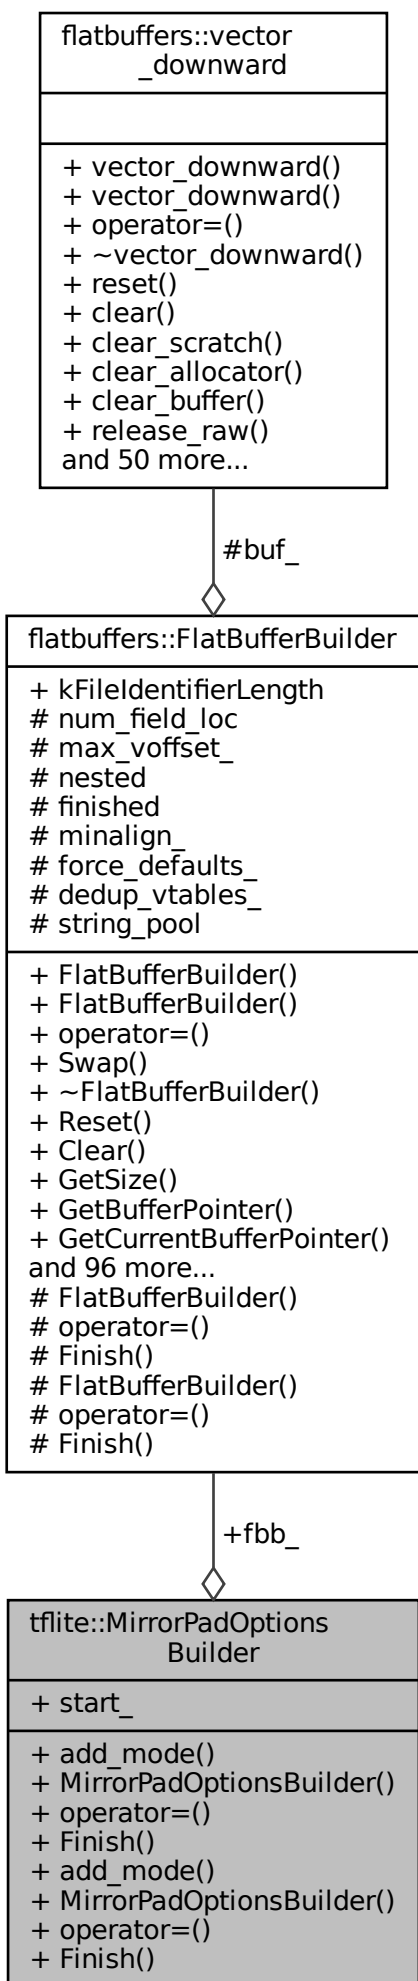 flatbuffers::vector
_downward
+ vector_downward()
+ vector_downward()
+ operator=()
+ ~vector_downward()
+ reset()
+ clear()
+ clear_scratch()
+ clear_allocator()
+ clear_buffer()
+ release_raw()
and 50 more...
#buf_
flatbuffers::FlatBufferBuilder
+ kFileIdentifierLength
# num_field_loc
# max_voffset_
# nested
# finished
# minalign_
# force_defaults_
# dedup_vtables_
# string_pool
+ FlatBufferBuilder()
+ FlatBufferBuilder()
+ operator=()
+ Swap()
+ ~FlatBufferBuilder()
+ Reset()
+ Clear()
+ GetSize()
+ GetBufferPointer()
+ GetCurrentBufferPointer()
and 96 more...
# FlatBufferBuilder()
# operator=()
# Finish()
# FlatBufferBuilder()
# operator=()
# Finish()
+fbb_
tflite::MirrorPadOptions
Builder
+ start_
+ add_mode()
+ MirrorPadOptionsBuilder()
+ operator=()
+ Finish()
+ add_mode()
+ MirrorPadOptionsBuilder()
+ operator=()
+ Finish()